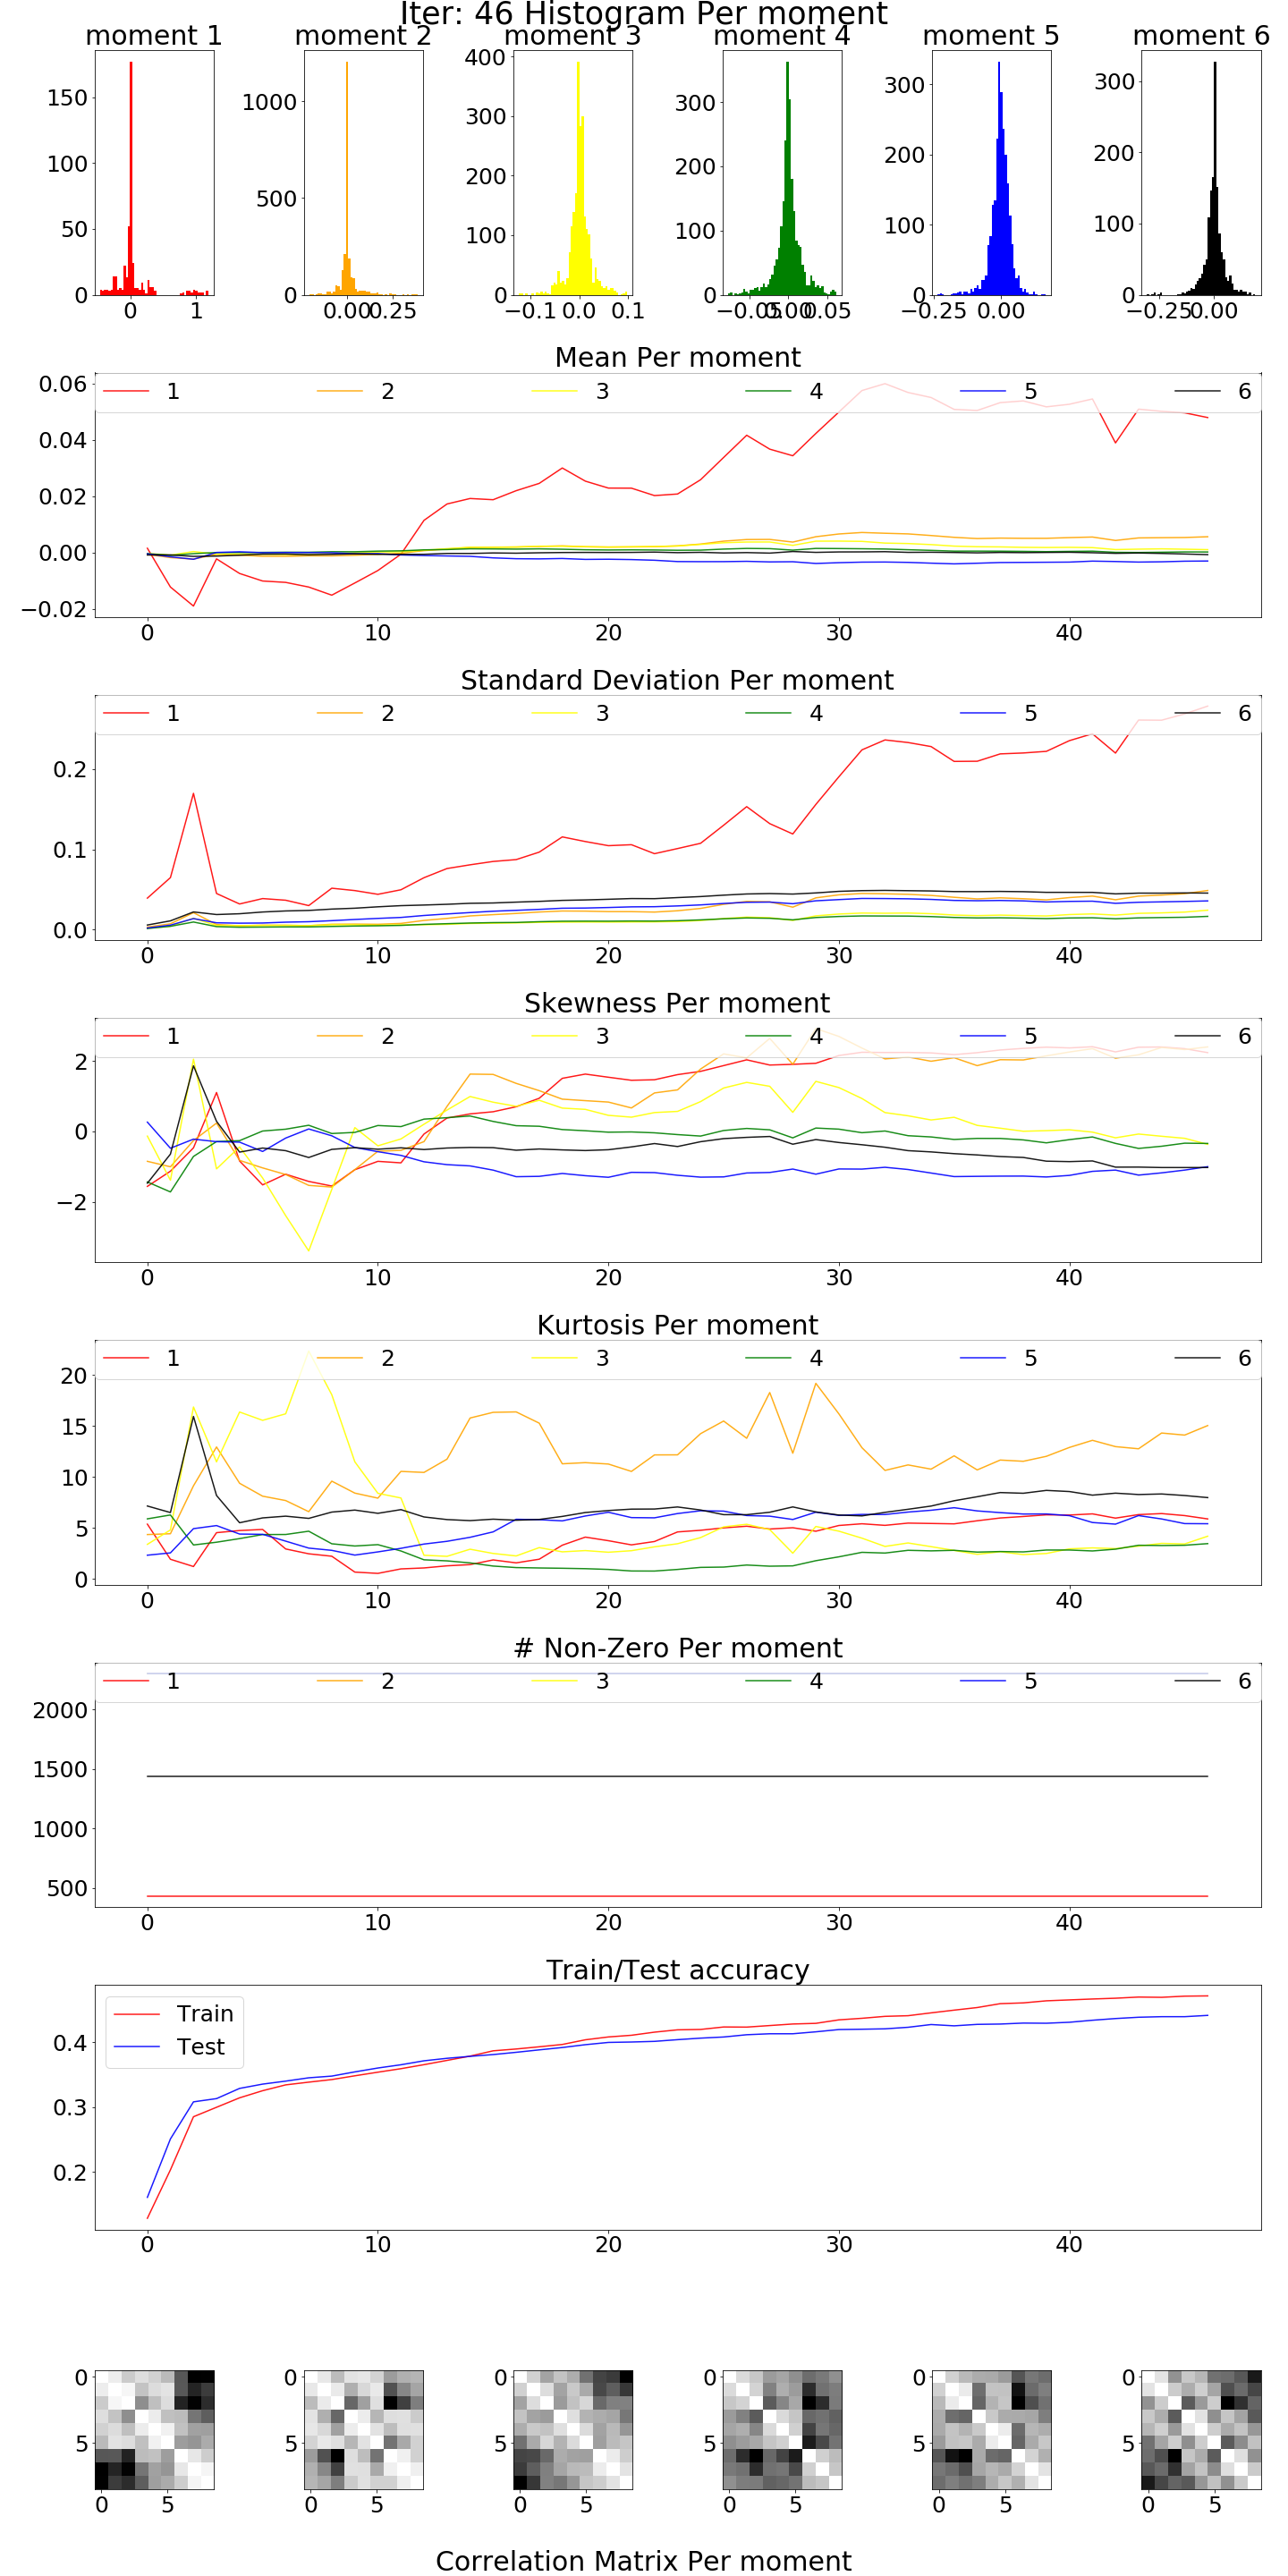 Iter: 46 Histogram Per moment
moment 1 moment 2 moment 3 moment 4 moment 5 moment 6
150 100 50 0 0 1
1000 500 0 0.00 0.25
400 300 200 100 0 −0.1 0.0 0.1
300 200 100 0 −0.05 0.00 0.05
300 200 100 0 −0.25 0.00
300 200 100 0 −0.25 0.00
Mean Per moment
1 2 3 4 5 6
0.06
0.04
0.02
0.00
−0.02
0 10 20 30 40
Standard Deviation Per moment
1 2 3 4 5 6
0.2
0.1
0.0
0 10 20 30 40
Skewness Per moment
1 2 3 4 5 6
2
0
−2
0 10 20 30 40
Kurtosis Per moment
1 2 3 4 5 6
20
15
10
5
0
0 10 20 30 40
# Non-Zero Per moment
1 2 3 4 5 6
2000
1500
1000
500
0 10 20 30 40
Train/Test accuracy
Train
Test
0.4
0.3
0.2
0 10 20 30 40
0 0 0 0 0 0
5 5 5 5 5 5
0 5 0 5 0 5 0 5 0 5 0 5
Correlation Matrix Per moment